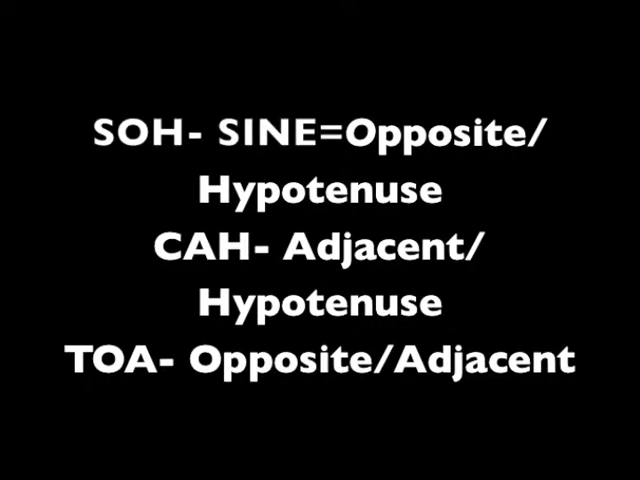 SOH- SINE=Opposite/
Hypotenuse
CAH- Adjacent/
Hypotenuse
TOA- Opposite/Adjacent